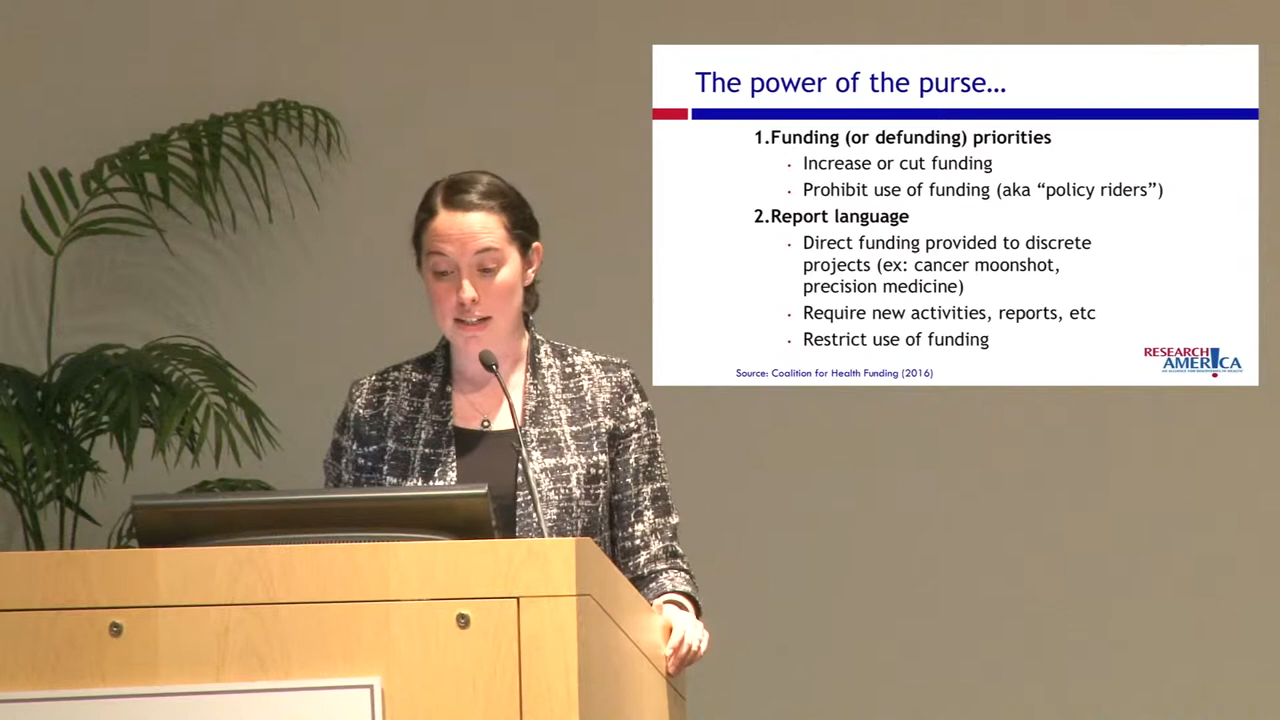 The power of the purse…
1.Funding (or defunding) priorities
· Increase or cut funding
· Prohibit use of funding (aka “policy riders”)
2.Report language
· Direct funding provided to discrete
projects (ex: cancer moonshot,
precision medicine)
· Require new activities, reports, etc
· Restrict use of funding
RESEARCH
AMERICA
Source: Coalition for Health Funding (2016)